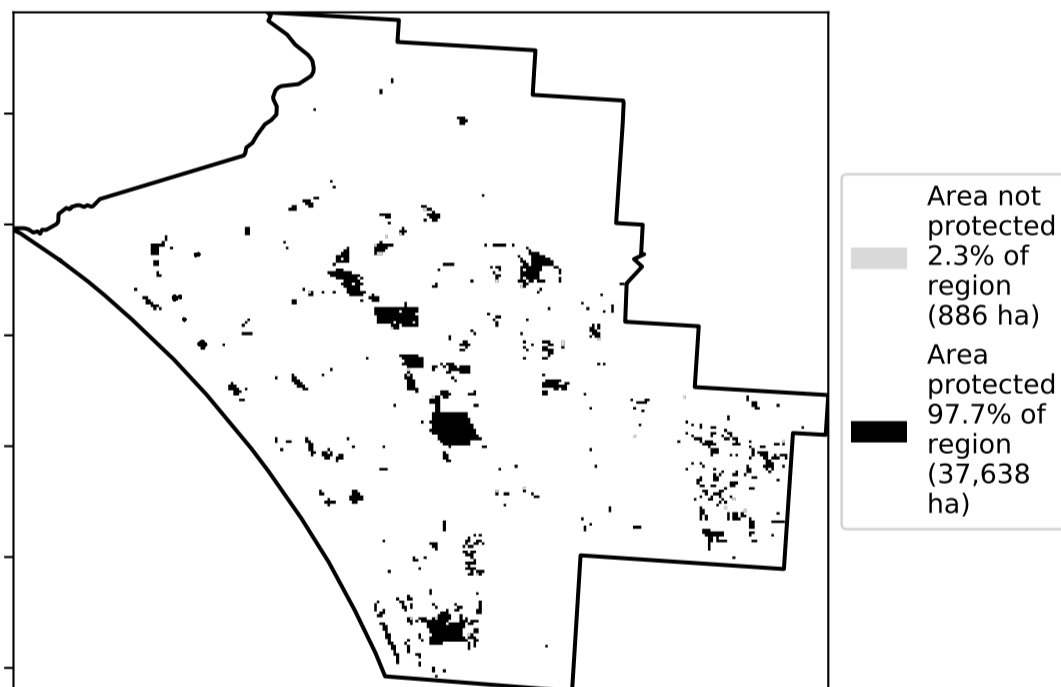 Area not
protected
2.3% of
region
(886 ha)
Area
protected
97.7% of
region
(37,638
ha)